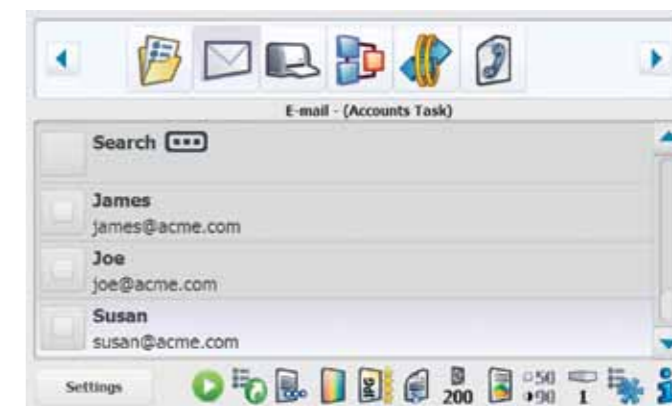 E-mail - (Accounts Task)
Search
James
james@acme.com
Joe
joe@acme.com
Susan
susan@acme.com
Settings
JPG
200
50
90
1